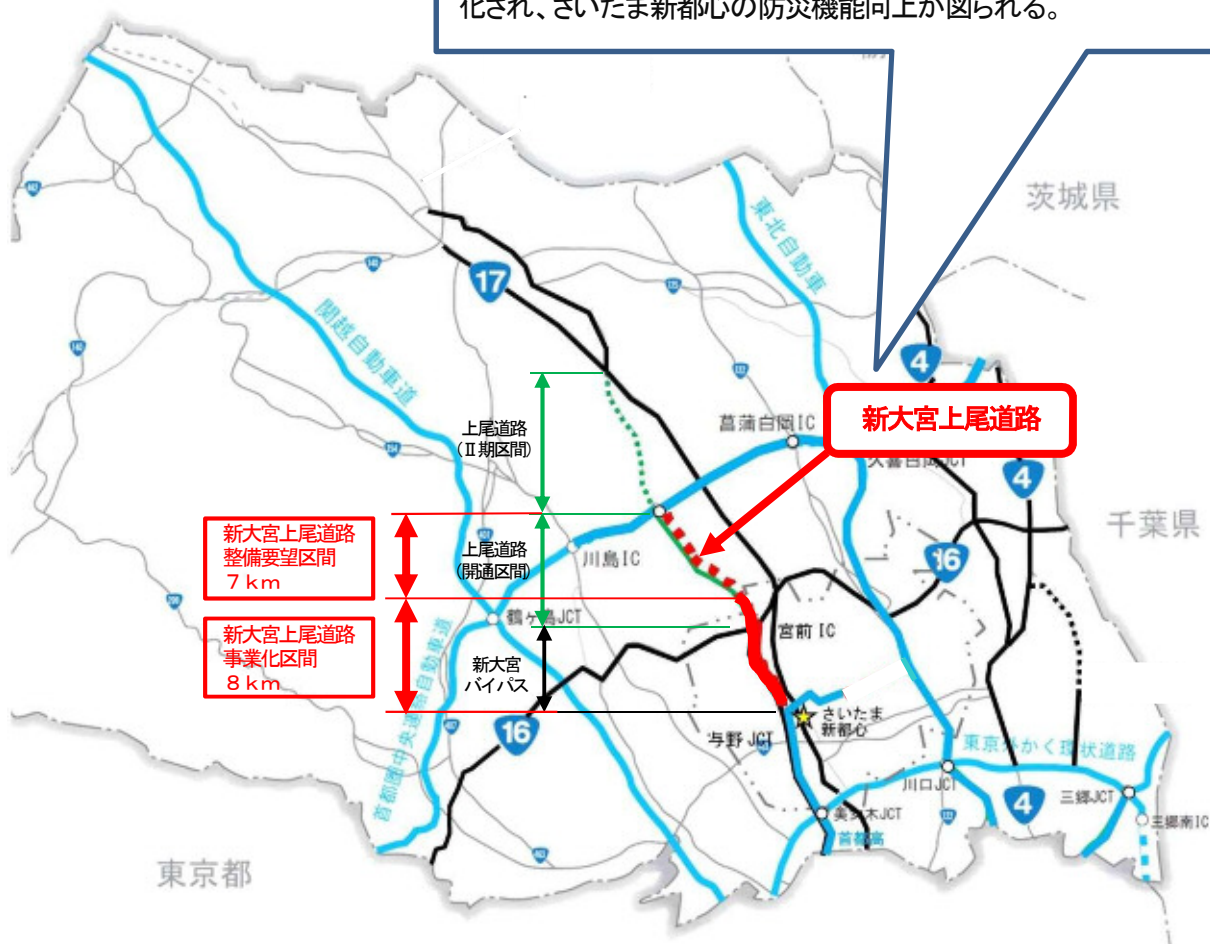 化され、さいたま新都心の防災機能向上が図られる。
茨城県
東北自動車
17
関越自動車道
4
新大宮上尾道路
菖蒲白岡IC
久喜白岡JCT
上尾道路
(Ⅱ期区間)
4
千葉県
新大宮上尾道路
整備要望区間
7km
上尾道路
(開通区間)
川島IC
16
鶴ヶ島JCT
宮前IC
新大宮上尾道路
事業化区間
8km
新大宮
バイパス
首都圏中央連絡自動車道
16
さいたま
新都心
与野JCT
東京外かく環状道路
川口JCT
4
三郷JCT
三郷南IC
美女木JCT
首都高
東京都